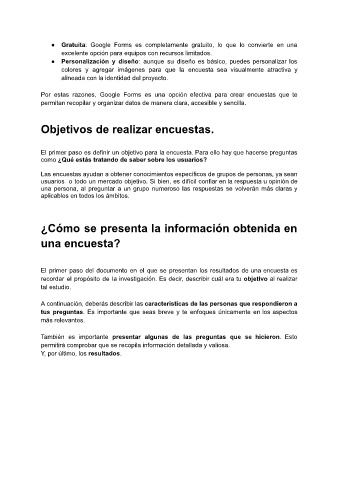 ● Gratuita: Google Forms es completamente gratuito, lo que lo convierte en una
excelente opción para equipos con recursos limitados.
● Personalización y diseño: aunque su diseño es básico, puedes personalizar los
colores y agregar imágenes para que la encuesta sea visualmente atractiva y
alineada con la identidad del proyecto.
Por estas razones, Google Forms es una opción efectiva para crear encuestas que te
permitan recopilar y organizar datos de manera clara, accesible y sencilla.
Objetivos de realizar encuestas.
El primer paso es definir un objetivo para la encuesta. Para ello hay que hacerse preguntas
como ¿Qué estás tratando de saber sobre los usuarios?
Las encuestas ayudan a obtener conocimientos específicos de grupos de personas, ya sean
usuarios o todo un mercado objetivo. Si bien, es difícil confiar en la respuesta u opinión de
una persona, al preguntar a un grupo numeroso las respuestas se volverán más claras y
aplicables en todos los ámbitos.
¿Cómo se presenta la información obtenida en
una encuesta?
El primer paso del documento en el que se presentan los resultados de una encuesta es
recordar el propósito de la investigación. Es decir, describir cuál era tu objetivo al realizar
tal estudio.
A continuación, deberás describir las características de las personas que respondieron a
tus preguntas. Es importante que seas breve y te enfoques únicamente en los aspectos
más relevantes.
También es importante presentar algunas de las preguntas que se hicieron. Esto
permitirá comprobar que se recopila información detallada y valiosa.
Y, por último, los resultados.